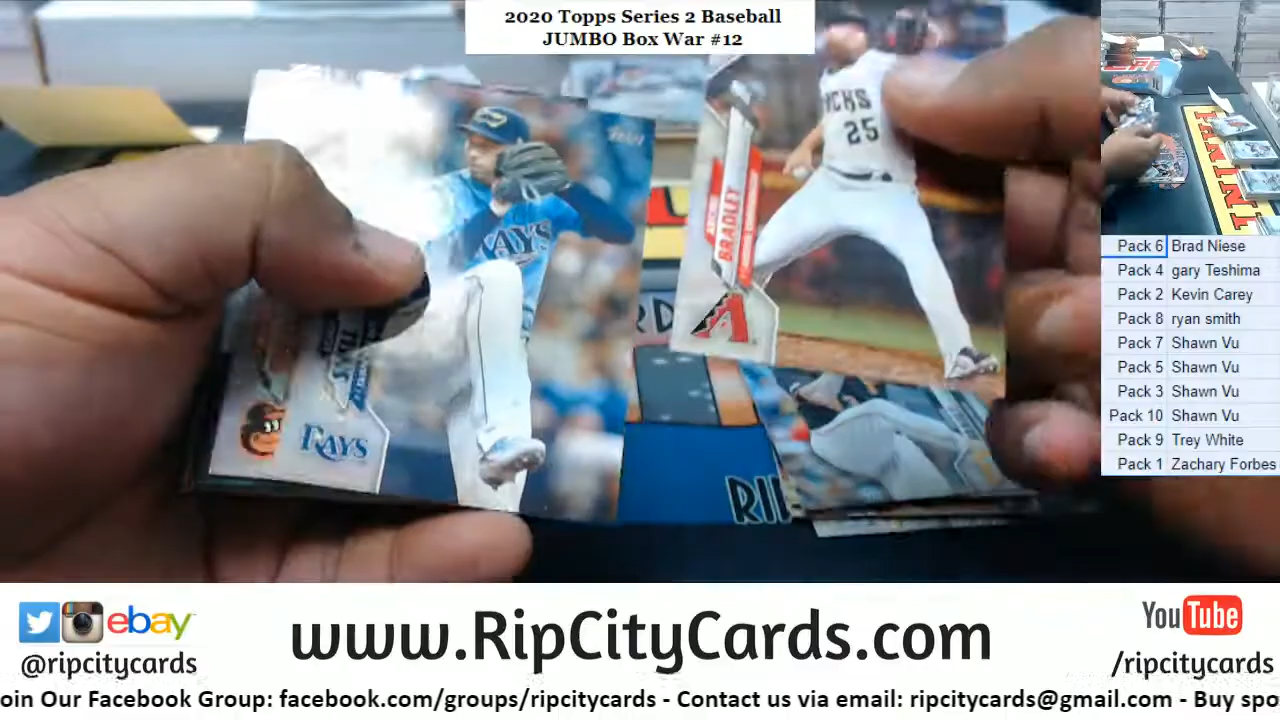 2020 Topps Series 2 Baseball
JUMBO Box War #12
RAYS
RAYS
25
BRADLEY
RIP
Pack 6 Brad Niese
Pack 4 gary Teshima
Pack 2 Kevin Carey
Pack 8 ryan smith
Pack 7 Shawn Vu
Pack 5 Shawn Vu
Pack 3 Shawn Vu
Pack 10 Shawn Vu
Pack 9 Trey White
Pack 1 Zachary Forbes
ebay
@ripcitycards
www.RipCityCards.com
YouTube
/ripcitycards
oin Our Facebook Group: facebook.com/groups/ripcitycards - Contact us via email: ripcitycards@gmail.com - Buy spo